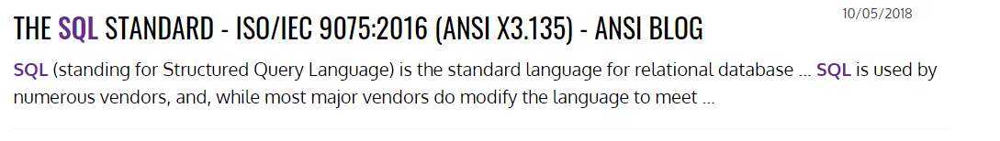 10/05/2018
THE SQL STANDARD - ISO/IEC 9075:2016 (ANSI X3.135) - ANSI BLOG
SQL (standing for Structured Query Language) is the standard language for relational database ... SQL is used by
numerous vendors, and, while most major vendors do modify the language to meet ...